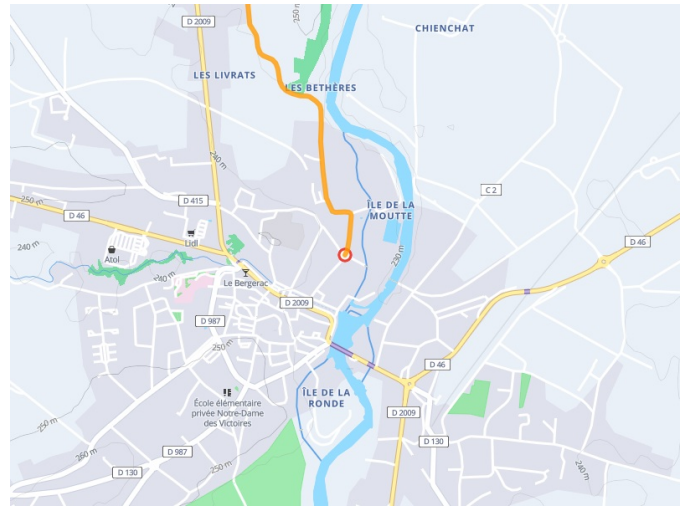 250 m
D 2009
CHIENCHAT
LES LIVRATS
LES BETHÈRES
240 m
C 2
250 m
D 415
ÎLE DE LA
MOUTTE
D 46
Lidl
240 m
Atol
D 46
230 m
240 m
Le Bergerac
D 2009
D 987
250 m
D 46
ÎLE DE LA
RONDE
École élémentaire
privée Notre-Dame
des Victoires
D 2009
260 m
D 130
D 987
250 m
D 130
240 m